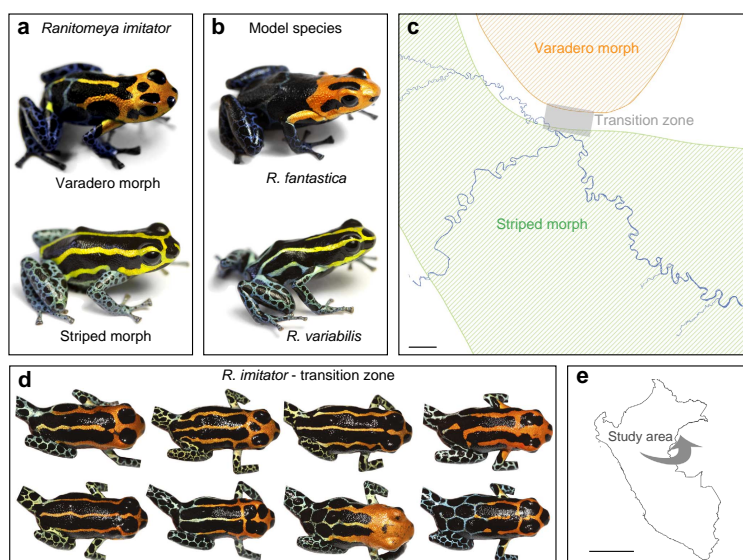 a
Ranitomeya imitator
Varadero morph
Striped morph
b
Model species
R. fantastica
R. variabilis
c
Varadero morph
Transition zone
Striped morph
d
R. imitator - transition zone
e
Study area